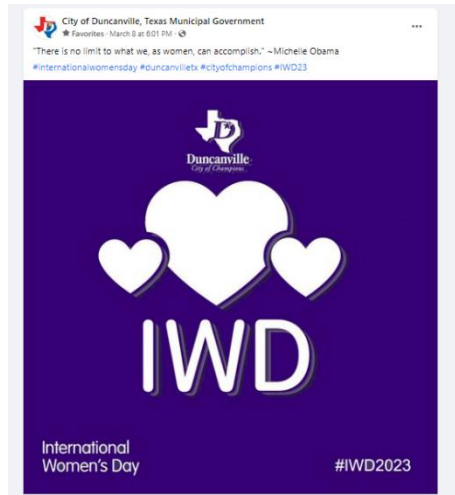 City of Duncanville, Texas Municipal Government
Favorites · March 8 at 6:01 PM ·
"There is no limit to what we, as women, can accomplish." ~Michelle Obama
#internationalwomensday #duncanvilletx #cityofchampions #IWD23
D
Duncanville
City of Champions
IWD
International
Women's Day
#IWD2023